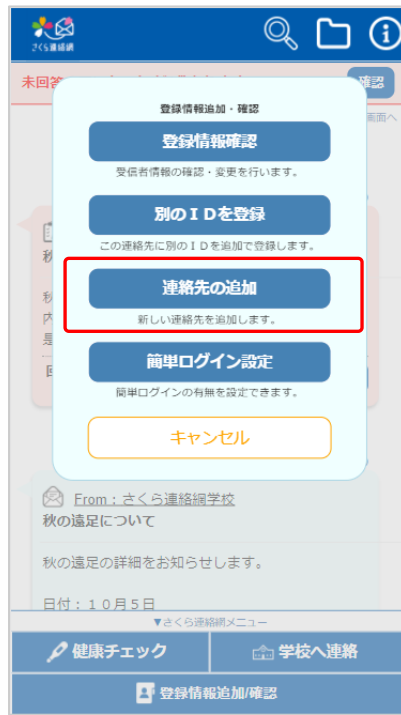 さくら連絡網
未回答
確認
画面へ
登録情報追加・確認
登録情報確認
受信者情報の確認・変更を行います。
別のＩＤを登録
この連絡先に別のＩＤを追加で登録します。
秋
連絡先の追加
新しい連絡先を追加します。
秋
内
是
簡単ログイン設定
簡単ログインの有無を設定できます。
キャンセル
From：さくら連絡網学校
秋の遠足について
秋の遠足の詳細をお知らせします。
日付：１０月５日
▼さくら連絡網メニュー
健康チェック
学校へ連絡
登録情報追加/確認